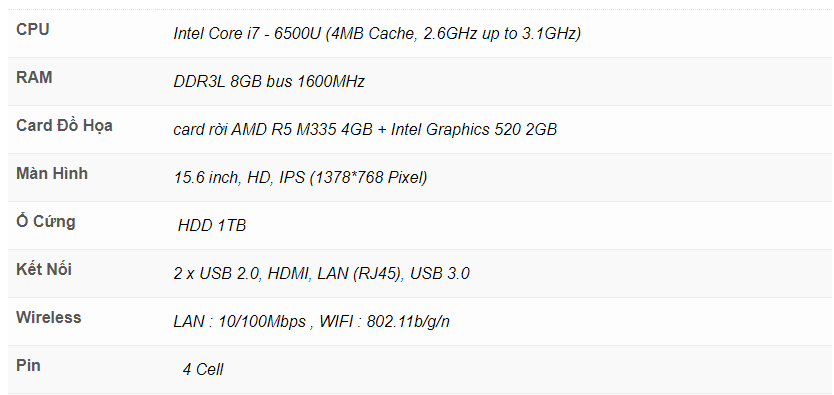 CPU Intel Core i7 - 6500U (4MB Cache, 2.6GHz up to 3.1GHz)
RAM DDR3L 8GB bus 1600MHz
Card Đồ Họa card rời AMD R5 M335 4GB + Intel Graphics 520 2GB
Màn Hình 15.6 inch, HD, IPS (1378*768 Pixel)
Ổ Cứng HDD 1TB
Kết Nối 2 x USB 2.0, HDMI, LAN (RJ45), USB 3.0
Wireless LAN : 10/100Mbps , WIFI : 802.11b/g/n
Pin 4 Cell